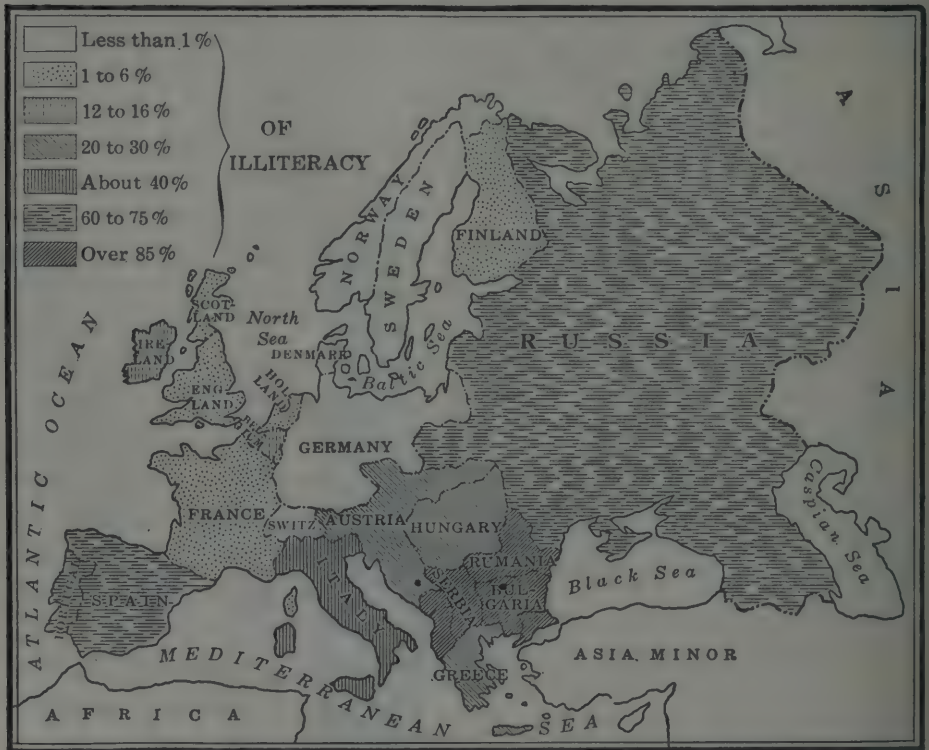 Less than 1%
1 to 6%
12 to 16%
20 to 30%
About 40%
60 to 75%
Over 85%
OF
ILLITERACY
NORWAY
SWEDEN
FINLAND
SCOT-
LAND
IRE
LAND
ENG
LAND
North
Sea
DENMARK
Baltic Sea
HOL
LAND
BEL
GIUM
GERMANY
RUSSIA
ASIA
FRANCE
SWITZ
AUSTRIA
HUNGARY
RUMANIA
SERBIA
BUL
GARIA
GREECE
ITALY
SPAIN
Black Sea
Caspian Sea
ASIA MINOR
ATLANTIC OCEAN
MEDITERRANEAN SEA
AFRICA